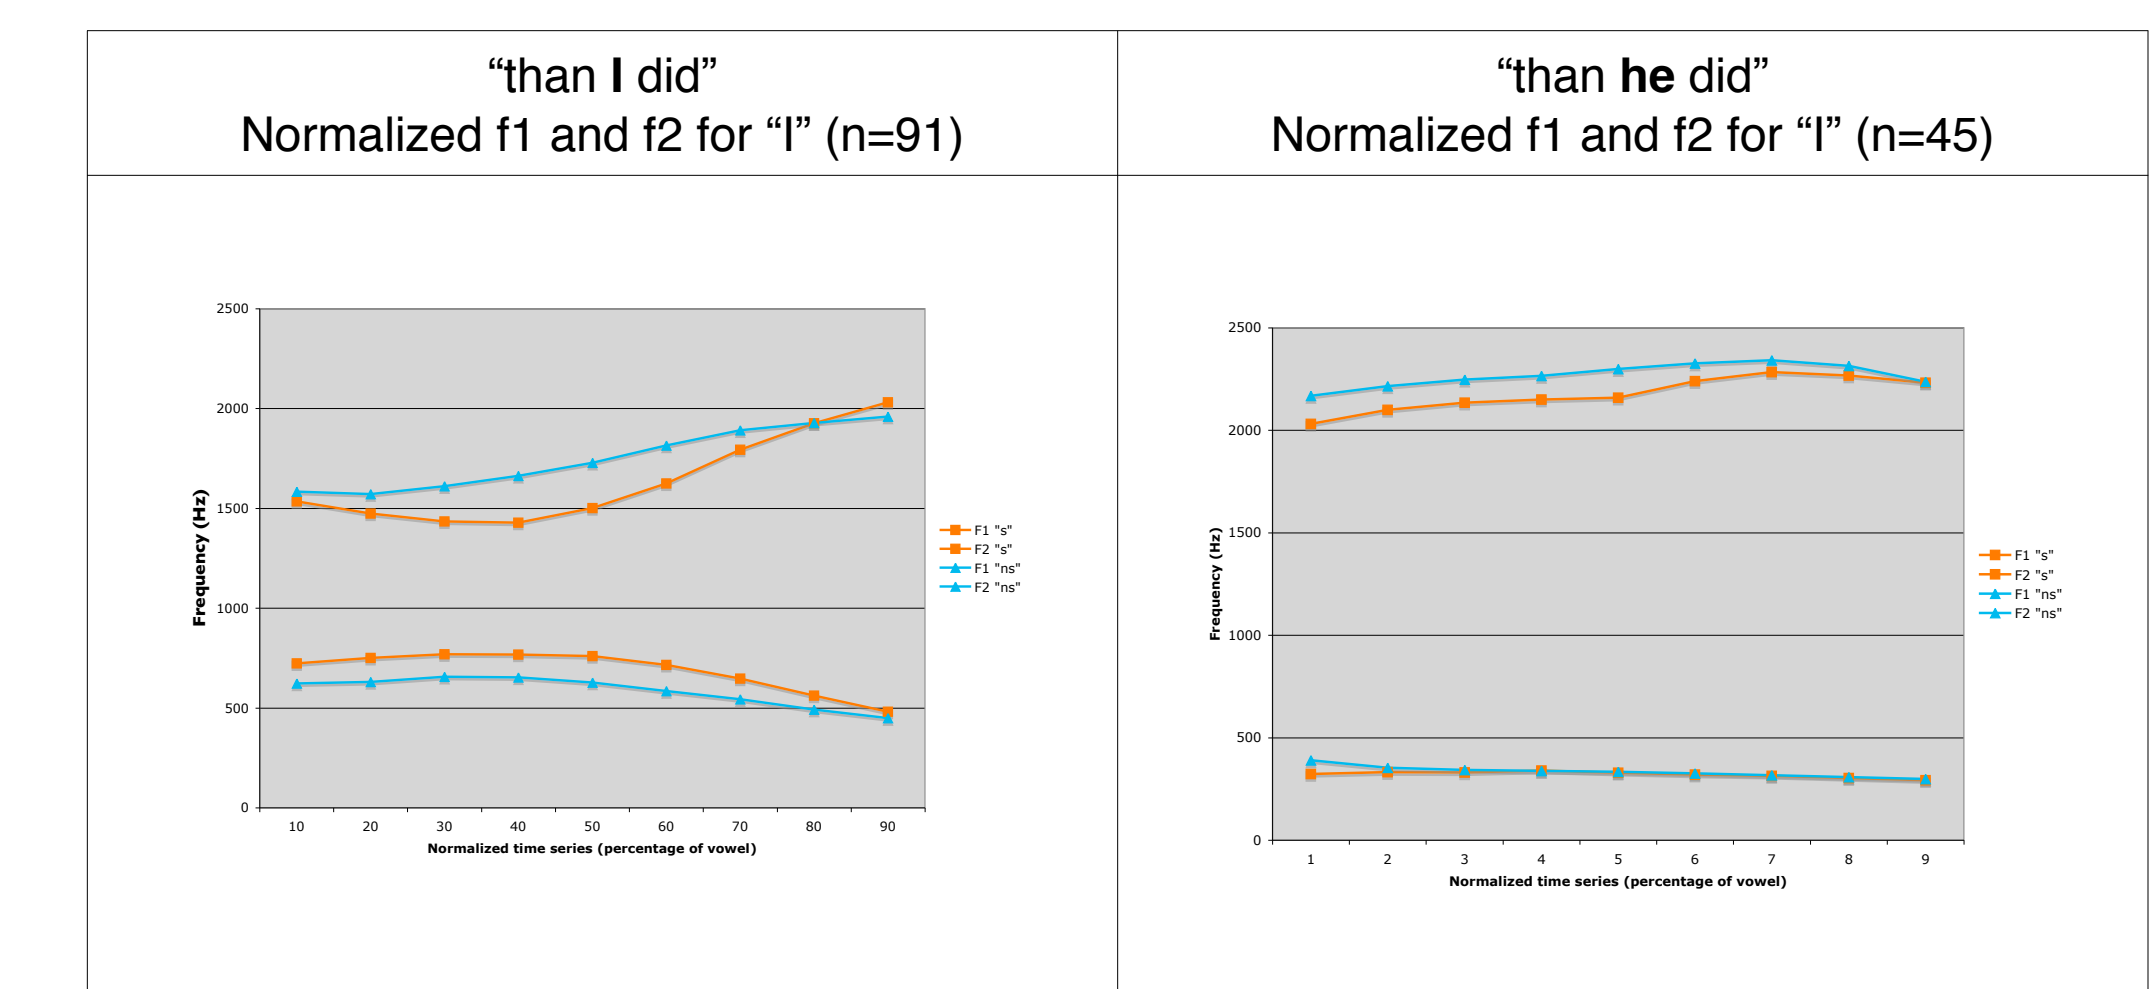 “than I did”
Normalized f1 and f2 for “I” (n=91)
“than he did”
Normalized f1 and f2 for “I” (n=45)
2500
2000
1500
1000
500
0
Frequency (Hz)
10 20 30 40 50 60 70 80 90
Normalized time series (percentage of vowel)
F1 "s"
F2 "s"
F1 "ns"
F2 "ns"
2500
2000
1500
1000
500
0
Frequency (Hz)
1 2 3 4 5 6 7 8 9
Normalized time series (percentage of vowel)
F1 "s"
F2 "s"
F1 "ns"
F2 "ns"